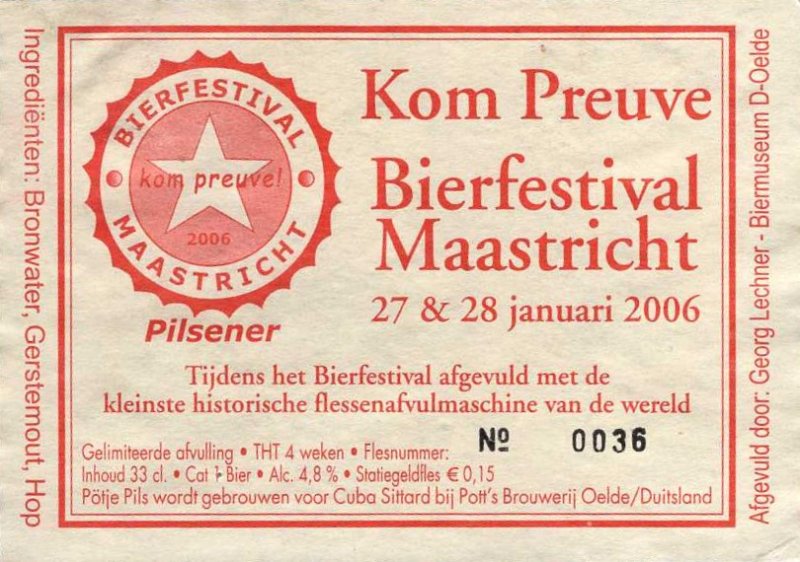 Ingrediënten: Bronwater, Gerstemout, Hop
BIERFESTIVAL
kom preuve!
2006
MAASTRICHT
Pilsener
Kom Preuve
Bierfestival
Maastricht
27 & 28 januari 2006
Tijdens het Bierfestival afgevuld met de
kleinste historische flessenafvulmaschine van de wereld
Gelimiteerde afvulling • THT 4 weken • Flesnummer: Nº 0036
Inhoud 33 cl. • Cat 1 Bier • Alc. 4,8 % • Statiegeldfles € 0,15
Pötje Pils wordt gebrouwen voor Cuba Sittard bij Pott's Brouwerij Oelde/Duitsland
Afgevuld door: Georg Lechner - Biermuseum D-Oelde